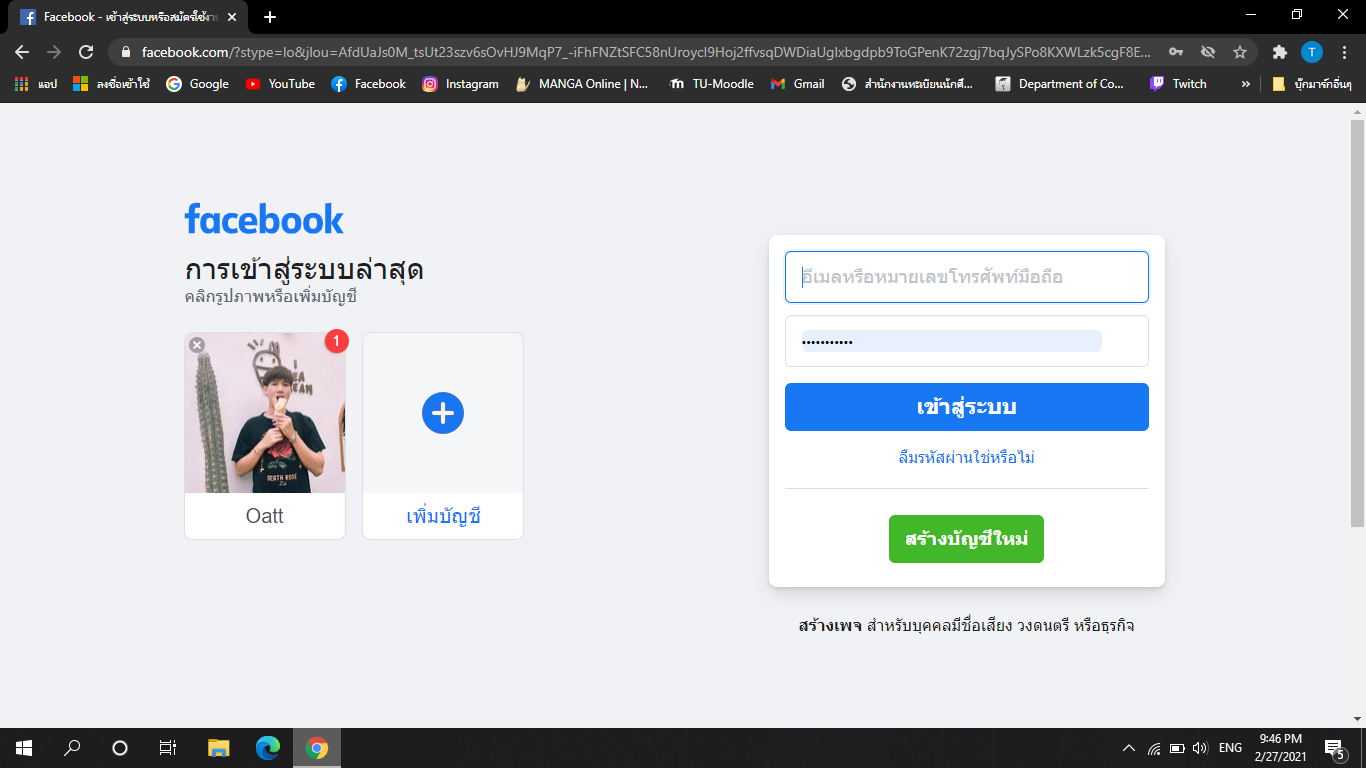 Facebook - เข้าสู่ระบบหรือสมัครใช้งาน
facebook.com
T
แอป
ลงชื่อเข้าใช้
Google
YouTube
Facebook
Instagram
MANGA Online | N...
TU-Moodle
Gmail
สำนักงานทะเบียนนักศึ...
Department of Co...
Twitch
»
บุ๊กมาร์กอื่นๆ
facebook
การเข้าสู่ระบบล่าสุด
คลิกรูปภาพหรือเพิ่มบัญชี
1
DEATH ROSE
Oatt
เพิ่มบัญชี
อีเมลหรือหมายเลขโทรศัพท์มือถือ
•••••••••••
เข้าสู่ระบบ
ลืมรหัสผ่านใช่หรือไม่
สร้างบัญชีใหม่
สร้างเพจ สำหรับบุคคลมีชื่อเสียง วงดนตรี หรือธุรกิจ
ENG
9:46 PM
2/27/2021
5